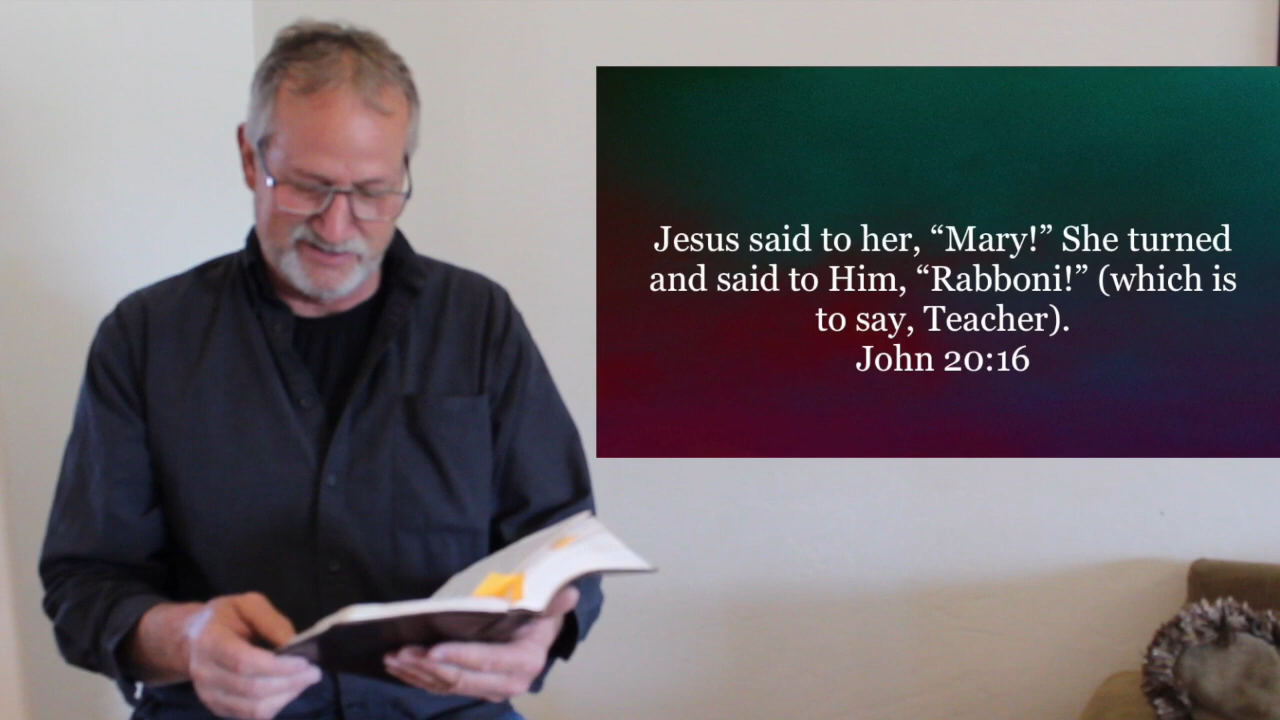 Jesus said to her, “Mary!” She turned
and said to Him, “Rabboni!” (which is
to say, Teacher).
John 20:16